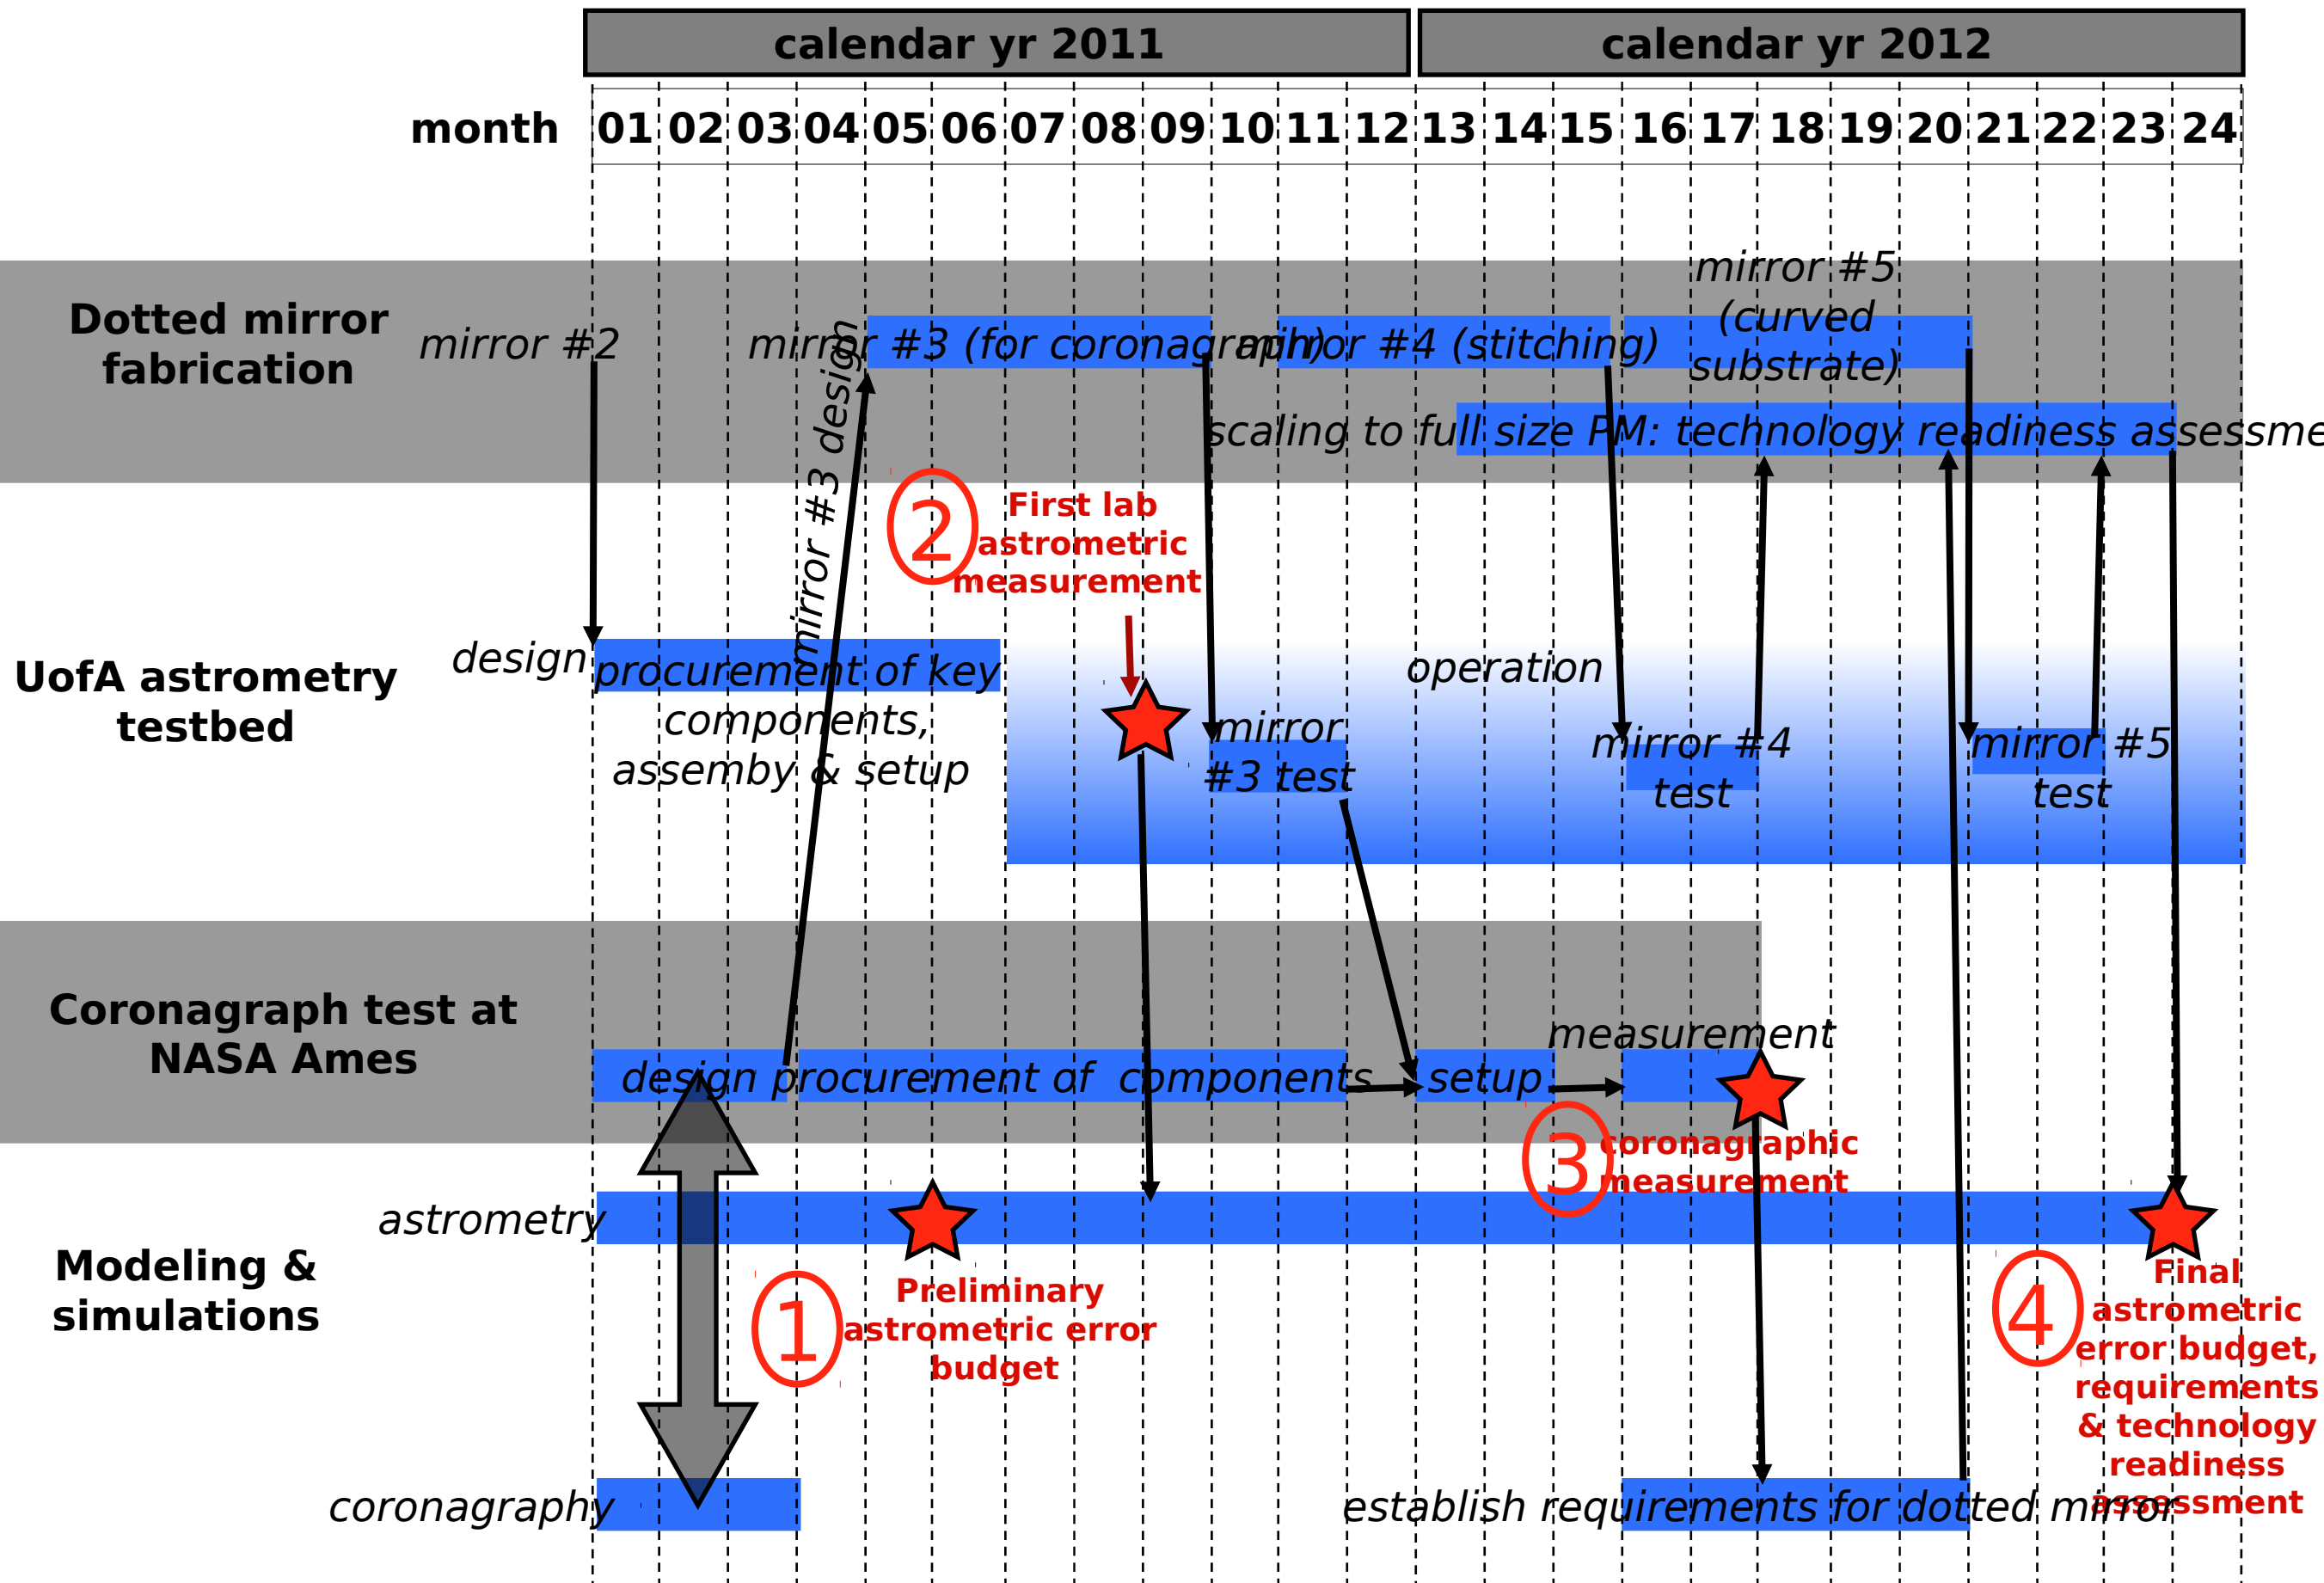 calendar yr 2011
calendar yr 2012
month 01 02 03 04 05 06 07 08 09 10 11 12 13 14 15 16 17 18 19 20 21 22 23 24
Dotted mirror
fabrication
mirror #2
mirror #3 (for coronagraph)
mirror #4 (stitching)
mirror #5
(curved
substrate)
scaling to full size PM: technology readiness assessme
mirror #3 design
2
First lab
astrometric
measurement
UofA astrometry
testbed
design
procurement of key
components,
assemby & setup
operation
mirror
#3 test
mirror #4
test
mirror #5
test
Coronagraph test at
NASA Ames
design
procurement of components
setup
measurement
3
coronagraphic
measurement
Modeling &
simulations
astrometry
1
Preliminary
astrometric error
budget
4
Final
astrometric
error budget,
requirements
& technology
readiness
assessment
coronagraphy
establish requirements for dotted mirror